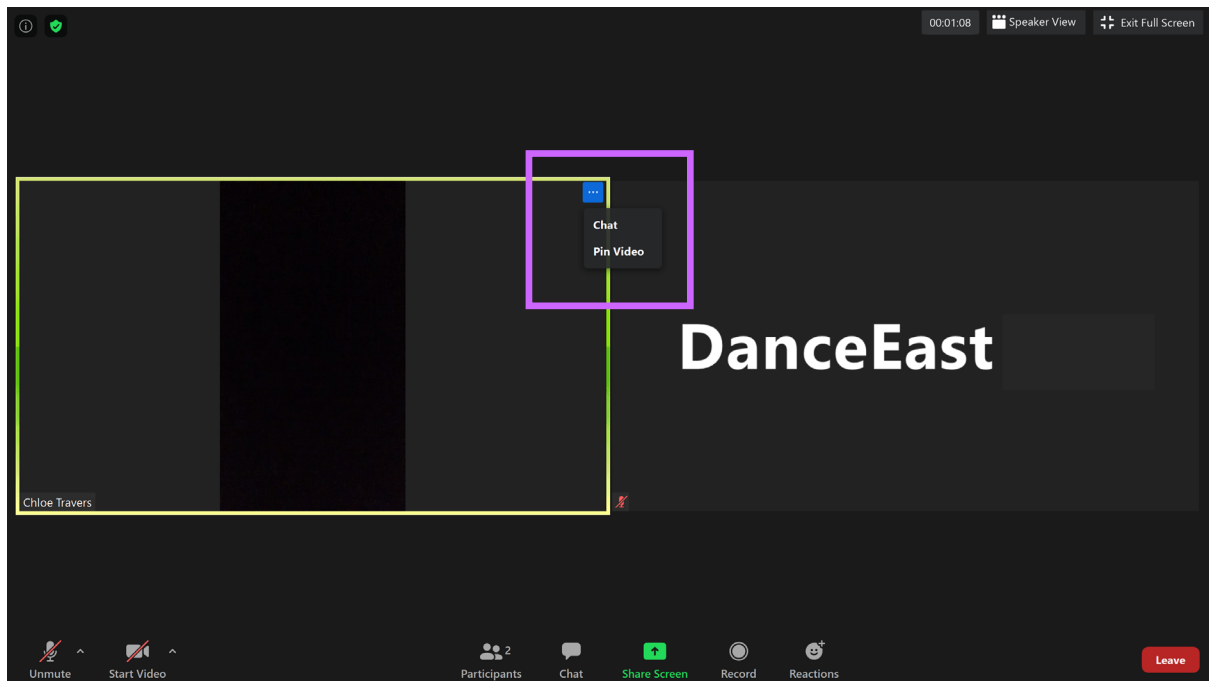 00:01:08
Speaker View
Exit Full Screen
...
Chat
Pin Video
DanceEast
Chloe Travers
2
Unmute
Start Video
Participants
Chat
Share Screen
Record
Reactions
Leave